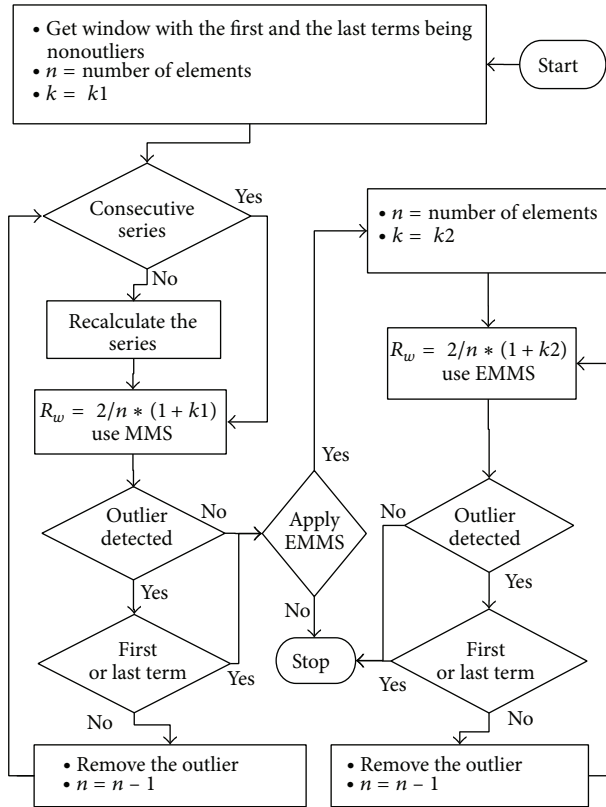 • Get window with the first and the last terms being
nonoutliers
• n = number of elements
• k = k1
Start
Consecutive
series
Yes
No
Recalculate the
series
R_w = 2/n ∗ (1 + k1)
use MMS
Outlier
detected
No
Yes
First
or last term
Yes
No
• Remove the outlier
• n = n − 1
Apply
EMMS
Yes
No
Stop
• n = number of elements
• k = k2
R_w = 2/n ∗ (1 + k2)
use EMMS
Outlier
detected
No
Yes
First
or last term
Yes
No
• Remove the outlier
• n = n − 1